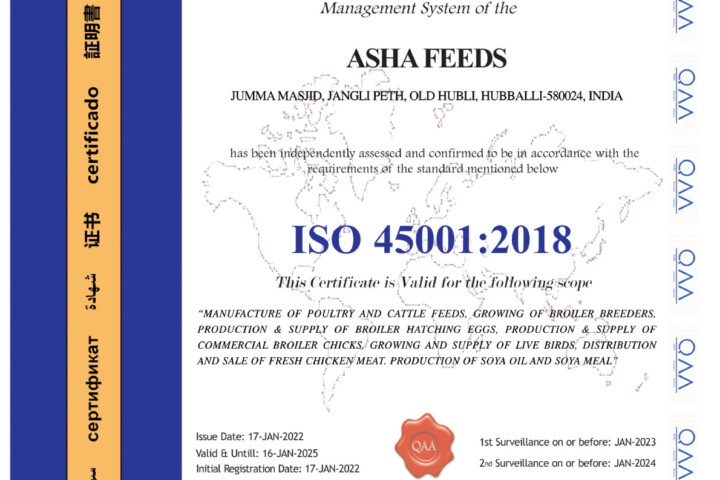 Management System of the
ASHA FEEDS
JUMMA MASJID, JANGLI PETH, OLD HUBLI, HUBBALLI-580024, INDIA
has been independently assessed and confirmed to be in accordance with the
requirements of the standard mentioned below
ISO 45001:2018
This Certificate is Valid for the following scope
“MANUFACTURE OF POULTRY AND CATTLE FEEDS, GROWING OF BROILER BREEDERS,
PRODUCTION & SUPPLY OF BROILER HATCHING EGGS, PRODUCTION & SUPPLY OF
COMMERCIAL BROILER CHICKS, GROWING AND SUPPLY OF LIVE BIRDS, DISTRIBUTION
AND SALE OF FRESH CHICKEN MEAT. PRODUCTION OF SOYA OIL AND SOYA MEAL”
Issue Date: 17-JAN-2022
Valid & Untill: 16-JAN-2025
Initial Registration Date: 17-JAN-2022
QAA
1st Surveillance on or before: JAN-2023
2nd Surveillance on or before: JAN-2024
証明書
certificado
证书
شهادة
сертификат
QAA
QAA
QAA
QAA
QAA